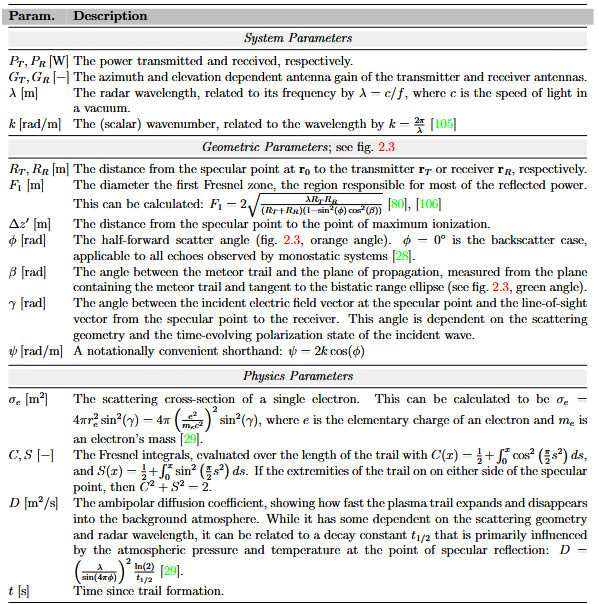 Param. Description
System Parameters
P_T, P_R [W] The power transmitted and received, respectively.
G_T, G_R [−] The azimuth and elevation dependent antenna gain of the transmitter and receiver antennas.
λ [m] The radar wavelength, related to its frequency by λ = c/f, where c is the speed of light in
a vacuum.
k [rad/m] The (scalar) wavenumber, related to the wavelength by k = 2π/λ [105]
Geometric Parameters; see fig. 2.3
R_T, R_R [m] The distance from the specular point at r_0 to the transmitter r_T or receiver r_R, respectively.
F_1 [m] The diameter the first Fresnel zone, the region responsible for most of the reflected power.
This can be calculated: F_1 = 2√(λR_T R_R / ((R_T+R_R)(1−sin²(ϕ) cos²(β)))) [80], [106]
Δz′ [m] The distance from the specular point to the point of maximum ionization.
ϕ [rad] The half-forward scatter angle (fig. 2.3, orange angle). ϕ = 0° is the backscatter case,
applicable to all echoes observed by monostatic systems [28].
β [rad] The angle between the meteor trail and the plane of propagation, measured from the plane
containing the meteor trail and tangent to the bistatic range ellipse (see fig. 2.3, green angle).
γ [rad] The angle between the incident electric field vector at the specular point and the line-of-sight
vector from the specular point to the receiver. This angle is dependent on the scattering
geometry and the time-evolving polarization state of the incident wave.
ψ [rad/m] A notationally convenient shorthand: ψ = 2k cos(ϕ)
Physics Parameters
σ_e [m²] The scattering cross-section of a single electron. This can be calculated to be σ_e =
4πr_e² sin²(γ) = 4π (e²/(m_e c²))² sin²(γ), where e is the elementary charge of an electron and m_e is
an electron's mass [29].
C, S [−] The Fresnel integrals, evaluated over the length of the trail with C(x) = 1/2 + ∫_0^x cos² (π/2 s²) ds,
and S(x) = 1/2 + ∫_0^x sin² (π/2 s²) ds. If the extremities of the trail on on either side of the specular
point, then C² + S² − 2.
D [m²/s] The ambipolar diffusion coefficient, showing how fast the plasma trail expands and disappears
into the background atmosphere. While it has some dependent on the scattering geometry
and radar wavelength, it can be related to a decay constant t_1/2 that is primarily influenced
by the atmospheric pressure and temperature at the point of specular reflection: D =
(λ/sin(4πϕ))² ln(2)/t_1/2 [29].
t [s] Time since trail formation.